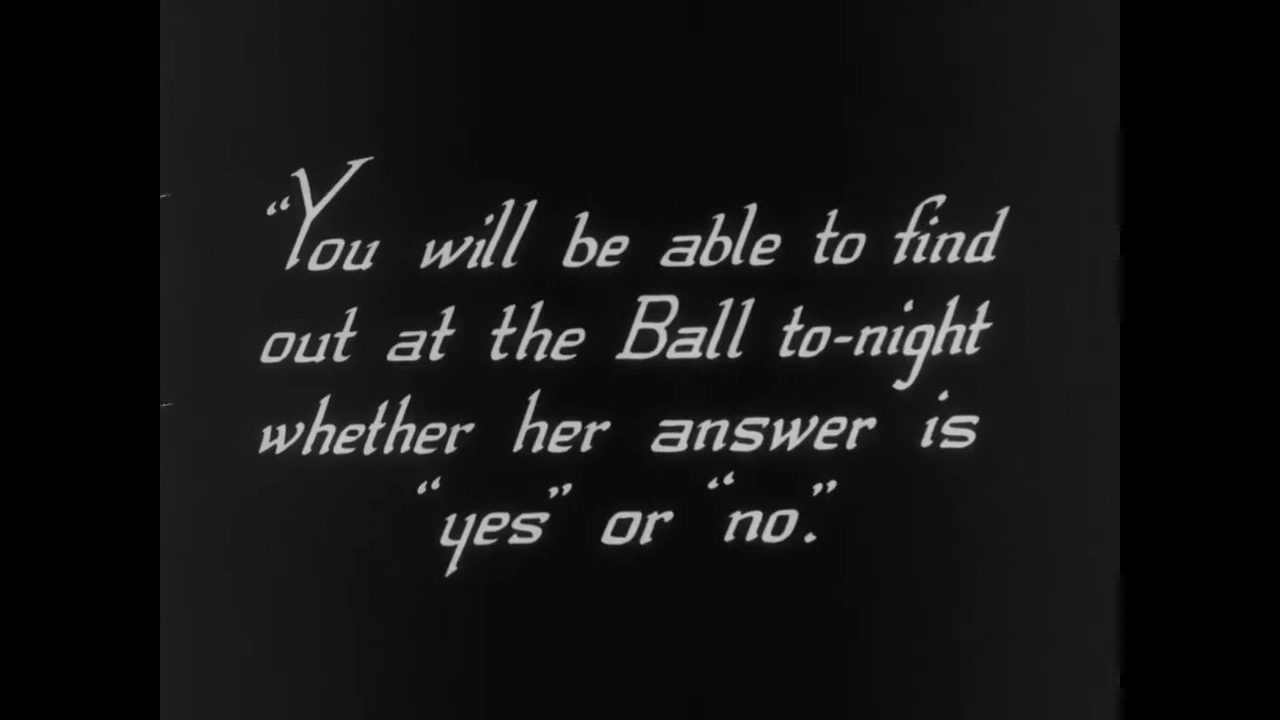 “You will be able to find
out at the Ball to-night
whether her answer is
“yes” or “no.”